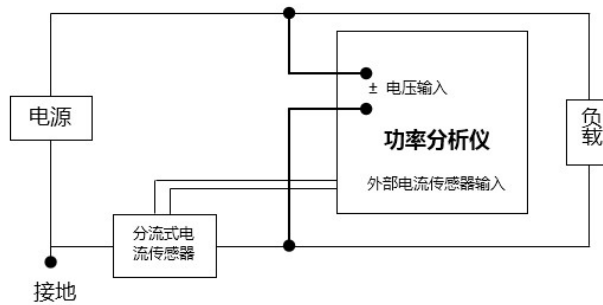 ± 电压输入
电源
负
载
功率分析仪
外部电流传感器输入
分流式电
流传感器
接地